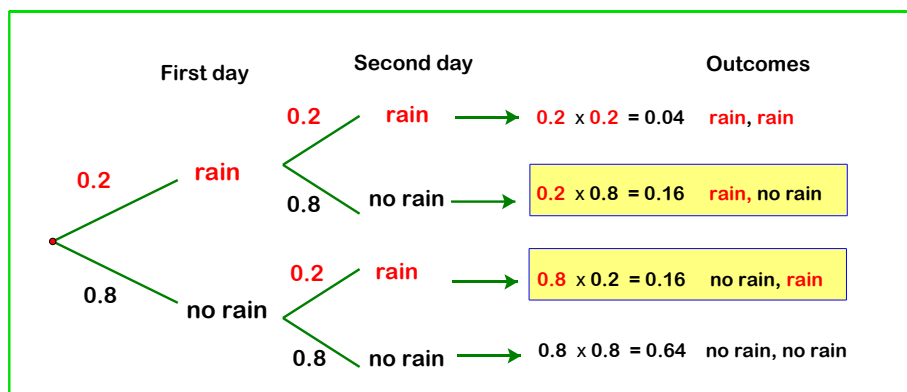 First day Second day Outcomes
0.2 rain 0.2 x 0.2 = 0.04 rain, rain
0.2 rain
0.8 no rain 0.2 x 0.8 = 0.16 rain, no rain
0.8 no rain
0.2 rain 0.8 x 0.2 = 0.16 no rain, rain
0.8 no rain 0.8 x 0.8 = 0.64 no rain, no rain